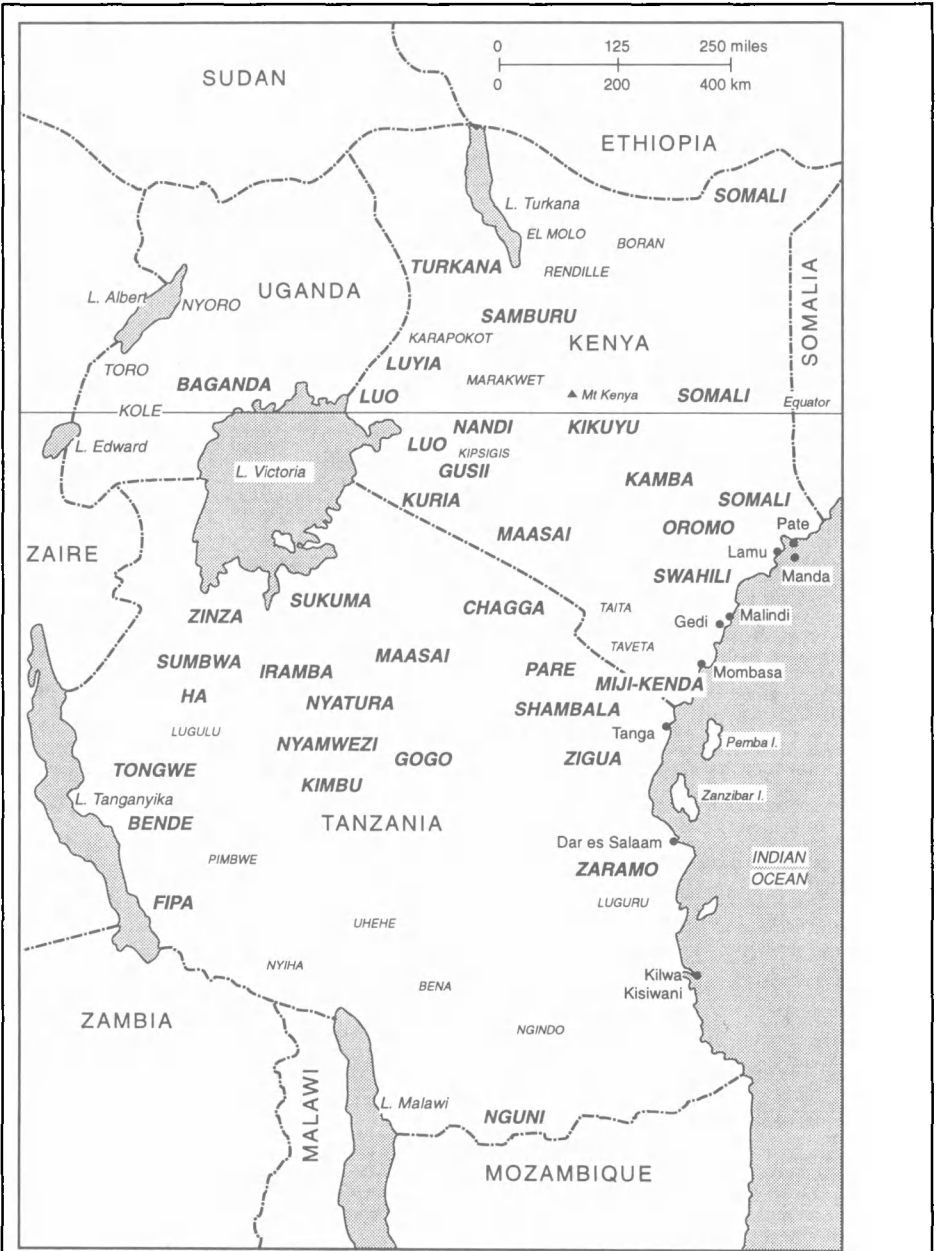 0 125 250 miles
0 200 400 km
SUDAN
ETHIOPIA
SOMALI
L. Turkana
EL MOLO
BORAN
SOMALIA
TURKANA
RENDILLE
L. Albert
NYORO
UGANDA
SAMBURU
KARAPOKOT
KENYA
TORO
LUYIA
BAGANDA
MARAKWET
LUO
Mt Kenya
SOMALI
Equator
KOLE
L. Edward
NANDI
KIKUYU
LUO
KIPSIGIS
L. Victoria
GUSII
KAMBA
KURIA
SOMALI
OROMO
Pate
MAASAI
ZAIRE
Lamu
Manda
SWAHILI
SUKUMA
CHAGGA
TAITA
ZINZA
Gedi
Malindi
TAVETA
MAASAI
SUMBWA
IRAMBA
PARE
Mombasa
MIJI-KENDA
HA
NYATURA
SHAMBALA
LUGULU
Tanga
NYAMWEZI
Pemba I.
GOGO
ZIGUA
TONGWE
KIMBU
L. Tanganyika
Zanzibar I.
BENDE
TANZANIA
Dar es Salaam
PIMBWE
ZARAMO
INDIAN
OCEAN
FIPA
LUGURU
UHEHE
NYIHA
BENA
Kilwa
Kisiwani
ZAMBIA
NGINDO
MALAWI
L. Malawi
NGUNI
MOZAMBIQUE